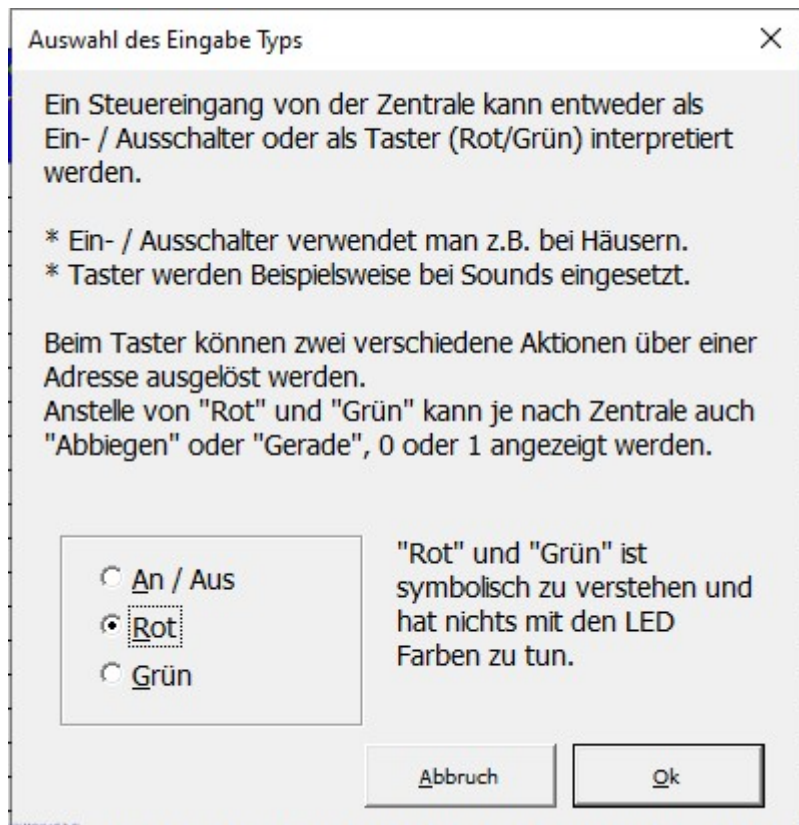 Auswahl des Eingabe Typs
Ein Steuereingang von der Zentrale kann entweder als
Ein- / Ausschalter oder als Taster (Rot/Grün) interpretiert
werden.
* Ein- / Ausschalter verwendet man z.B. bei Häusern.
* Taster werden Beispielsweise bei Sounds eingesetzt.
Beim Taster können zwei verschiedene Aktionen über einer
Adresse ausgelöst werden.
Anstelle von "Rot" und "Grün" kann je nach Zentrale auch
"Abbiegen" oder "Gerade", 0 oder 1 angezeigt werden.
An / Aus
Rot
Grün
"Rot" und "Grün" ist
symbolisch zu verstehen und
hat nichts mit den LED
Farben zu tun.
Abbruch
Ok